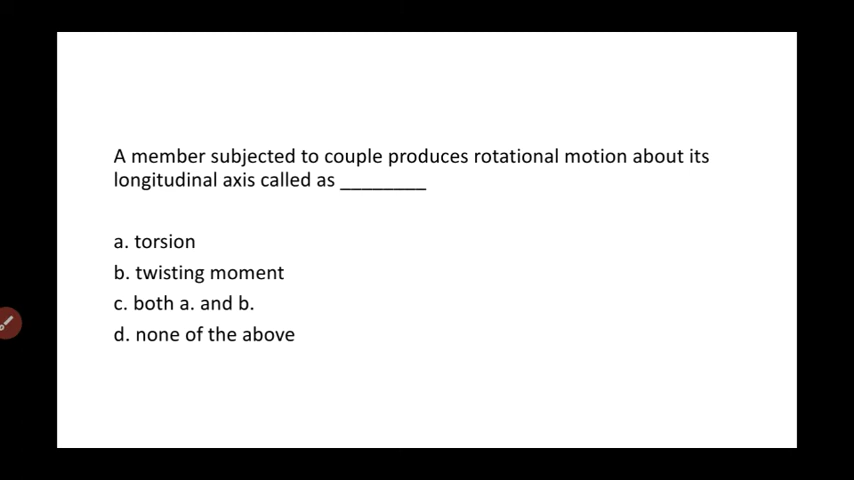 A member subjected to couple produces rotational motion about its
longitudinal axis called as ________
a. torsion
b. twisting moment
c. both a. and b.
d. none of the above